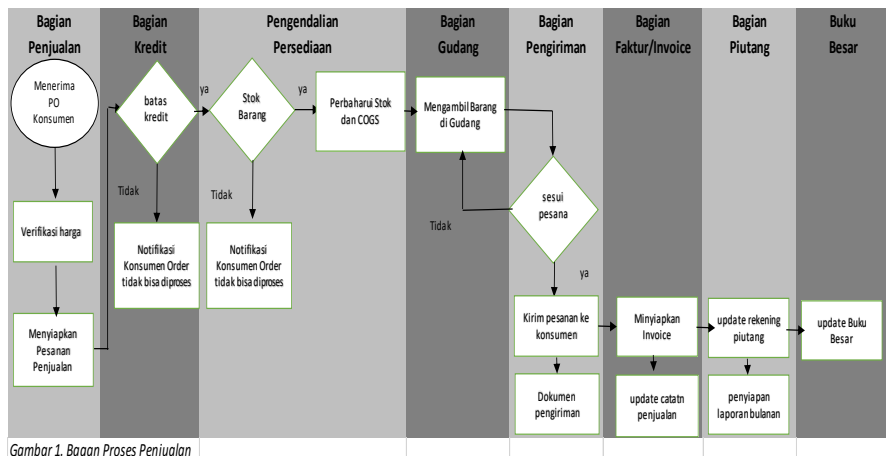 Bagian
Penjualan
Bagian
Kredit
Pengendalian
Persediaan
Bagian
Gudang
Bagian
Pengiriman
Bagian
Faktur/Invoice
Bagian
Piutang
Buku
Besar
Menerima
PO
Konsumen
batas
kredit
ya
Stok
Barang
ya
Perbaharui Stok
dan COGS
Mengambil Barang
di Gudang
Tidak
Tidak
sesui
pesana
Tidak
Verifikasi harga
Notifikasi
Konsumen Order
tidak bisa diproses
Notifikasi
Konsumen Order
tidak bisa diproses
ya
Menyiapkan
Pesanan
Penjualan
Kirim pesanan ke
konsumen
Minyiapkan
Invoice
update rekening
piutang
update Buku
Besar
Dokumen
pengiriman
update catatn
penjualan
penyiapan
laporan bulanan
Gambar 1. Bagan Proses Penjualan